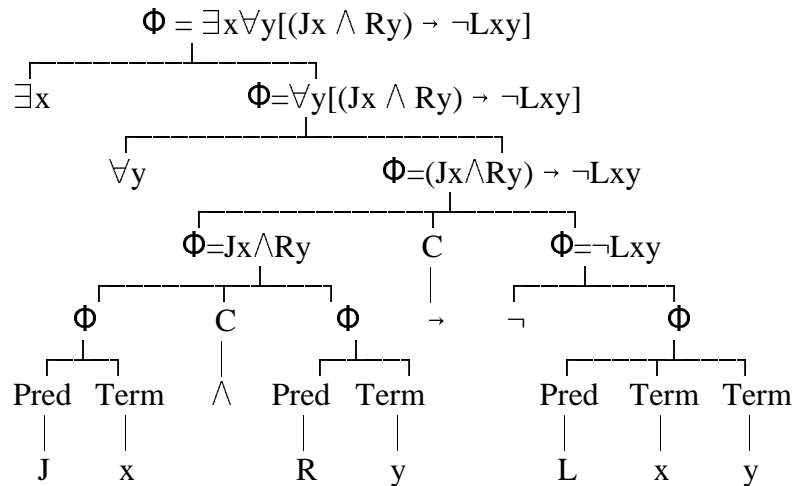 Φ = ∃x∀y[(Jx ∧ Ry) → ¬Lxy]
∃x Φ=∀y[(Jx ∧ Ry) → ¬Lxy]
∀y Φ=(Jx∧Ry) → ¬Lxy
Φ=Jx∧Ry C Φ=¬Lxy
Φ C Φ → ¬ Φ
Pred Term ∧ Pred Term Pred Term Term
J x R y L x y